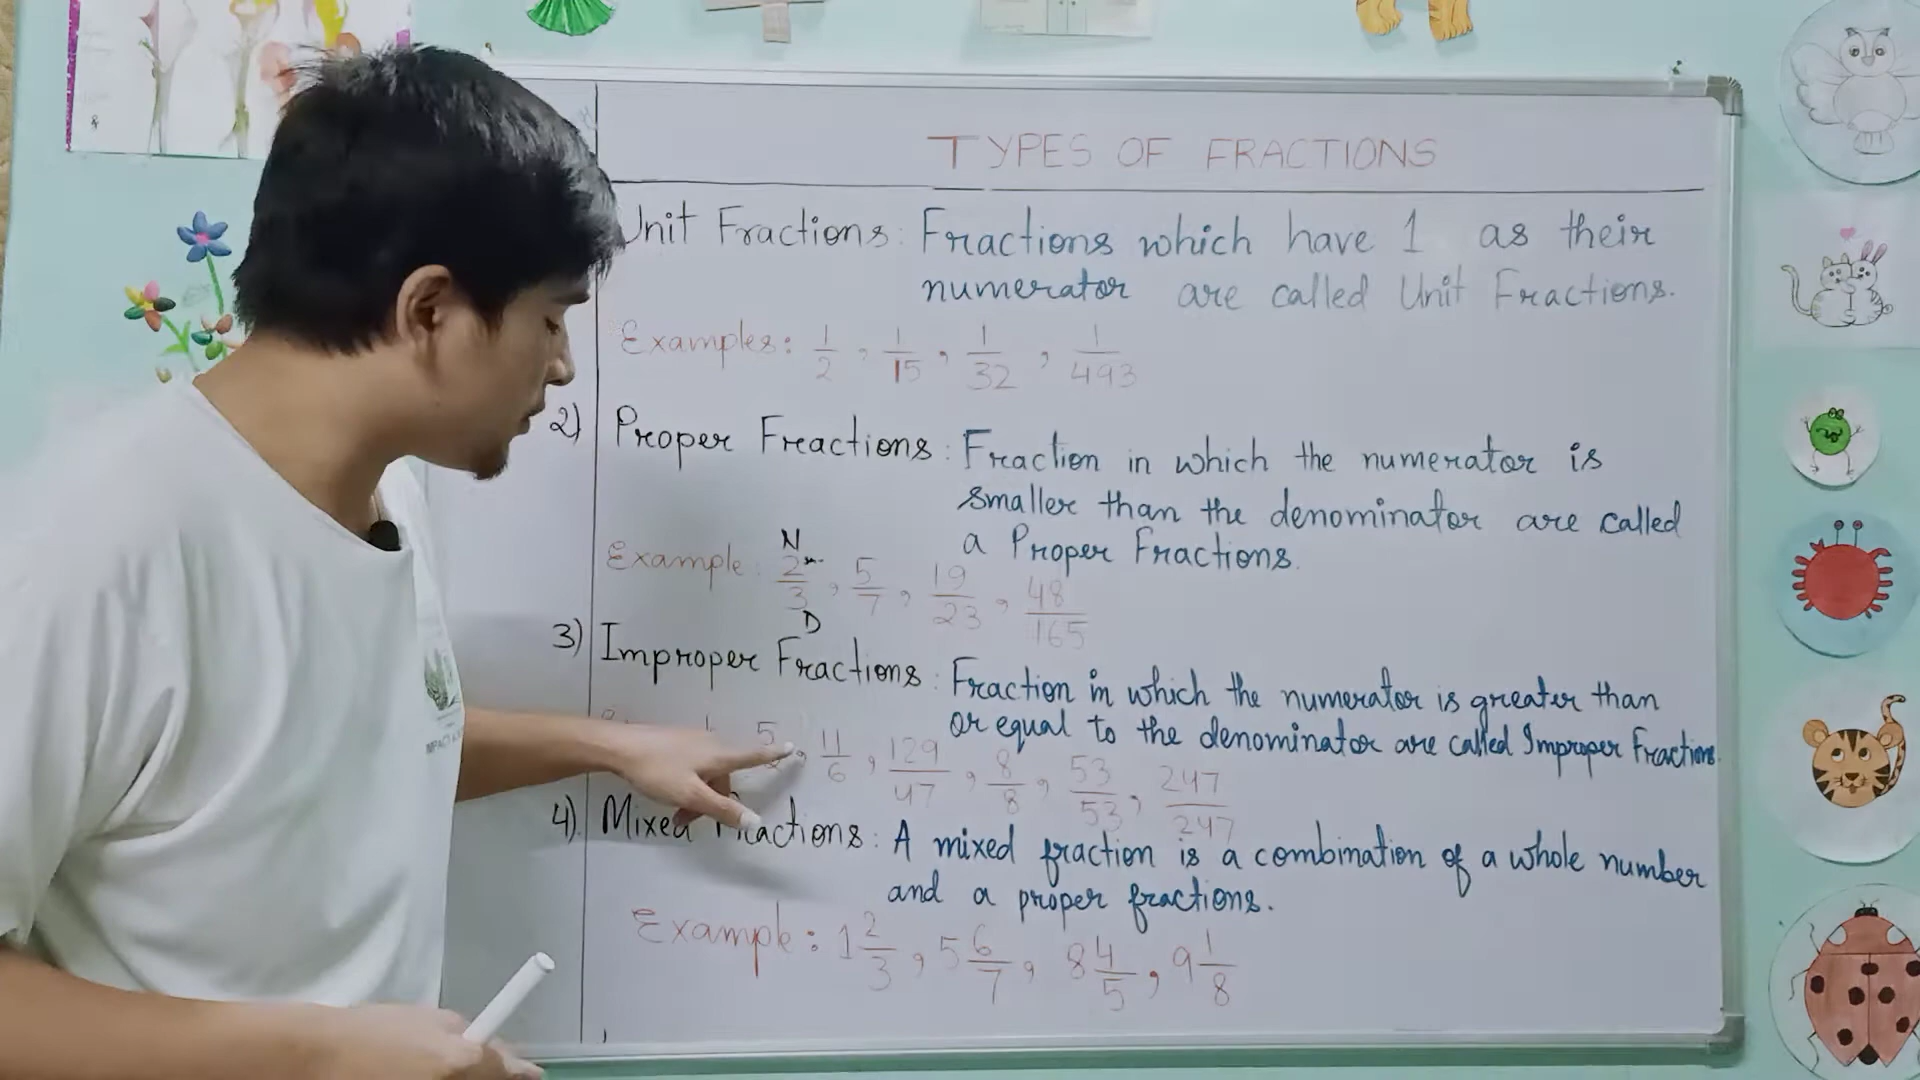 TYPES OF FRACTIONS
Unit Fractions: Fractions which have 1 as their
numerator are called Unit Fractions.
Examples: 1/2, 1/15, 1/32, 1/493
2) Proper Freactions: Fraction in which the numerator is
smaller than the denominator are called
a Proper Fractions.
N
Example: 2/3, 5/7, 19/23, 48/165
D
3) Improper Fractions: Fraction in which the numerator is greater than
or equal to the denominator are called Improper Fractions.
5, 11/6, 129/47, 8/8, 53/53, 247/247
4) Mixed Fractions: A mixed fraction is a combination of a whole number
and a proper fractions.
Example: 1 2/3, 5 6/7, 8 4/5, 9 1/8